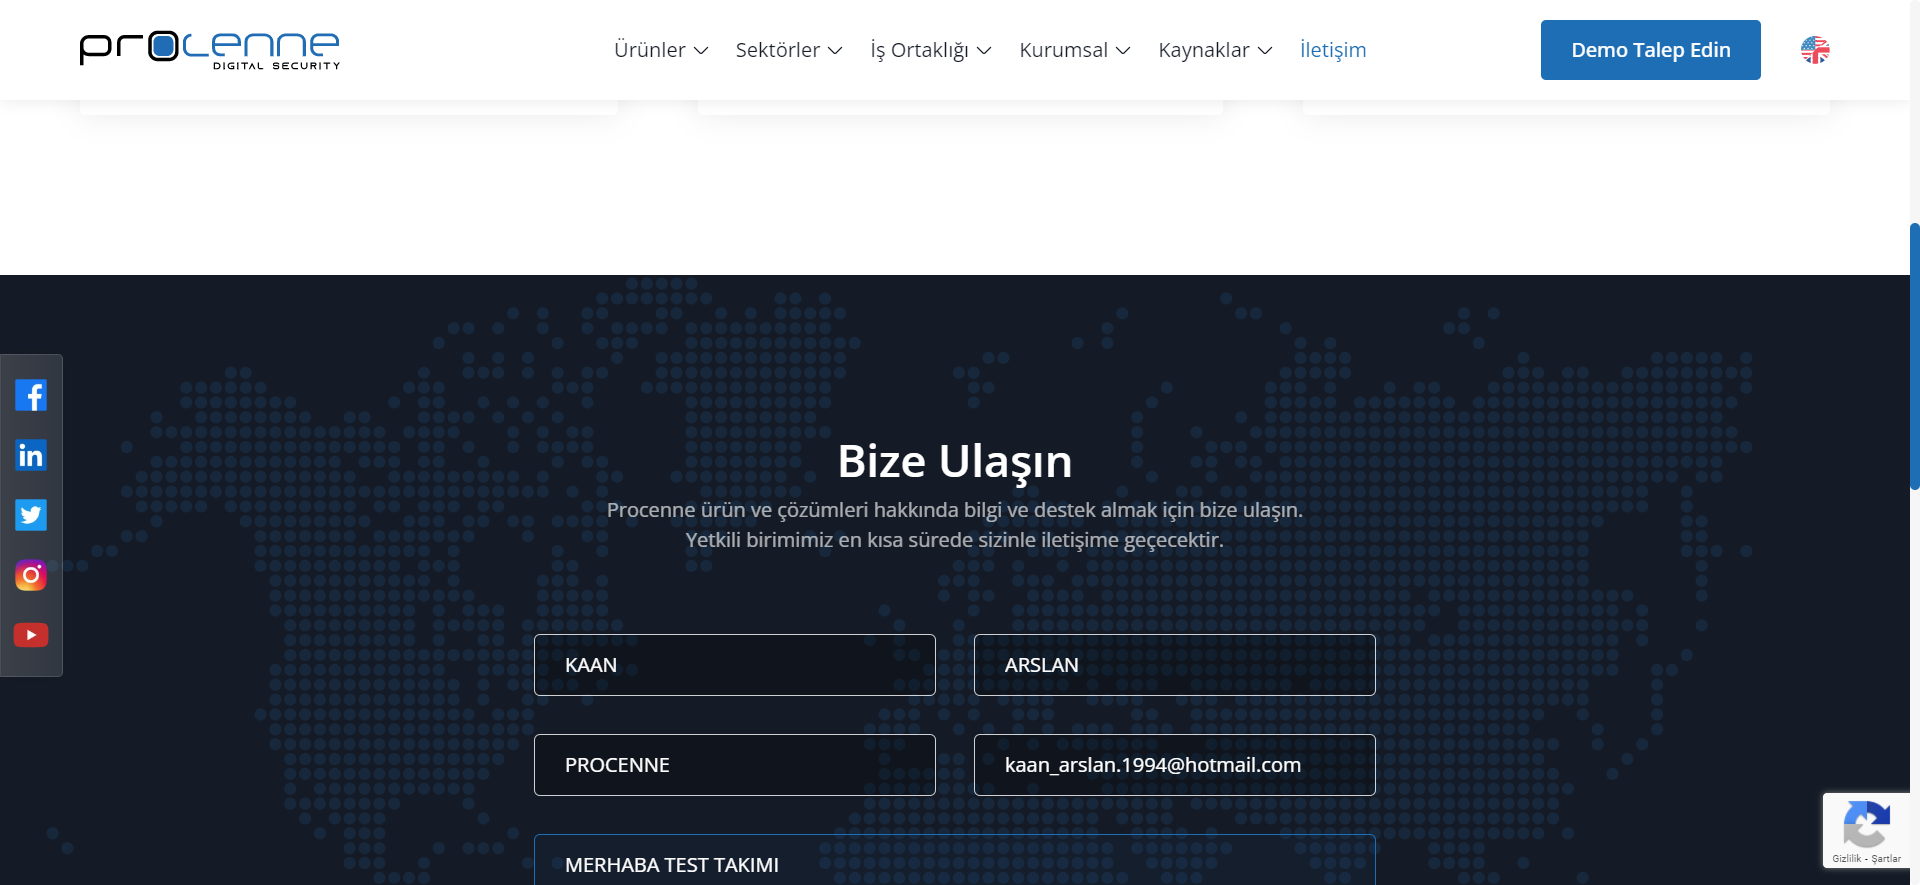 procenne
DIGITAL SECURITY
Ürünler
Sektörler
İş Ortaklığı
Kurumsal
Kaynaklar
İletişim
Demo Talep Edin
Bize Ulaşın
Procenne ürün ve çözümleri hakkında bilgi ve destek almak için bize ulaşın.
Yetkili birimimiz en kısa sürede sizinle iletişime geçecektir.
KAAN
ARSLAN
PROCENNE
kaan_arslan.1994@hotmail.com
MERHABA TEST TAKIMI
Gizlilik - Şartlar